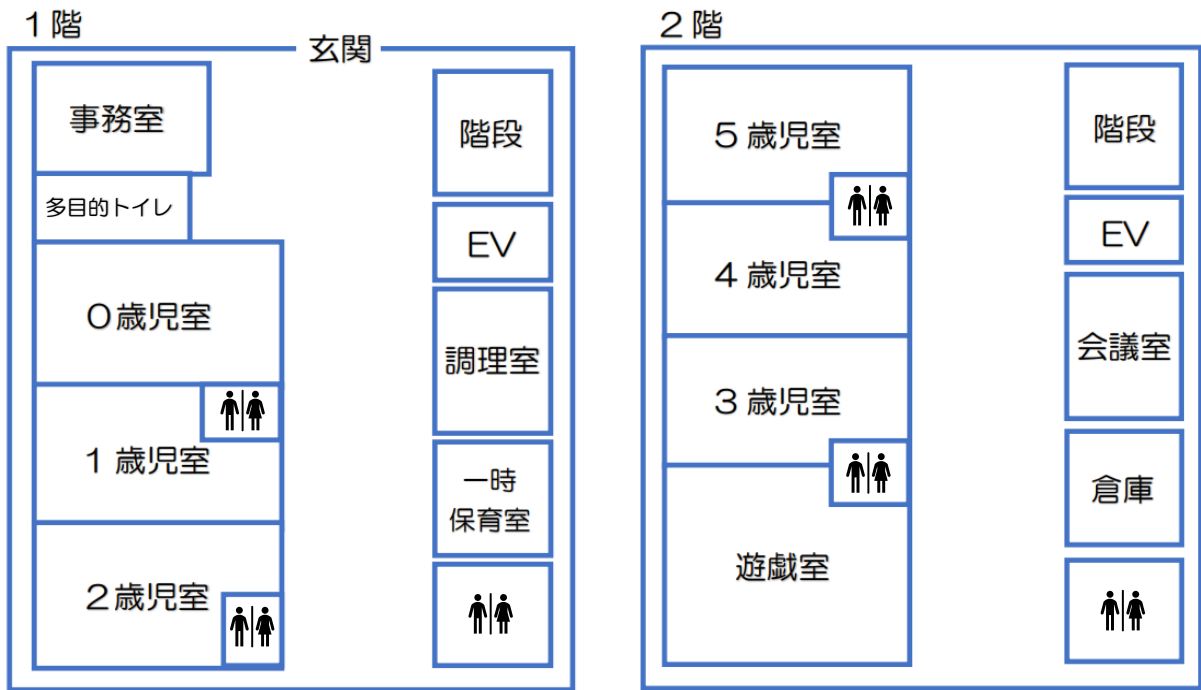 1階
玄関
事務室
多目的トイレ
0歳児室
1歳児室
2歳児室
階段
EV
調理室
一時
保育室
2階
5歳児室
4歳児室
3歳児室
遊戯室
階段
EV
会議室
倉庫